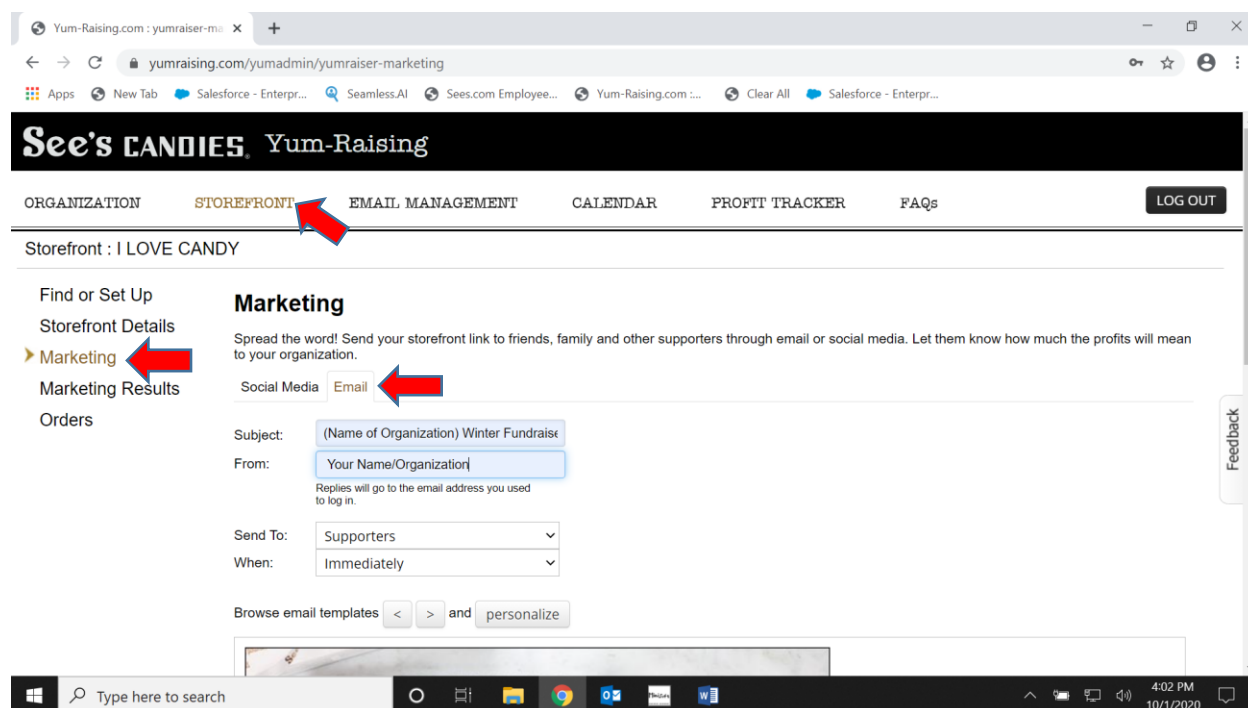 Yum-Raising.com : yumraiser-ma
yumraising.com/yumadmin/yumraiser-marketing
Apps New Tab Salesforce - Enterpr... Seamless.AI Sees.com Employee... Yum-Raising.com :... Clear All Salesforce - Enterpr...
See's CANDIES® Yum-Raising
ORGANIZATION STOREFRONT EMAIL MANAGEMENT CALENDAR PROFIT TRACKER FAQs LOG OUT
Storefront : I LOVE CANDY
Find or Set Up
Storefront Details
Marketing
Marketing Results
Orders
Marketing
Spread the word! Send your storefront link to friends, family and other supporters through email or social media. Let them know how much the profits will mean
to your organization.
Social Media Email
Subject: (Name of Organization) Winter Fundraise
From: Your Name/Organization
Replies will go to the email address you used
to log in.
Send To: Supporters
When: Immediately
Browse email templates < > and personalize
Feedback
Type here to search
4:02 PM
10/1/2020